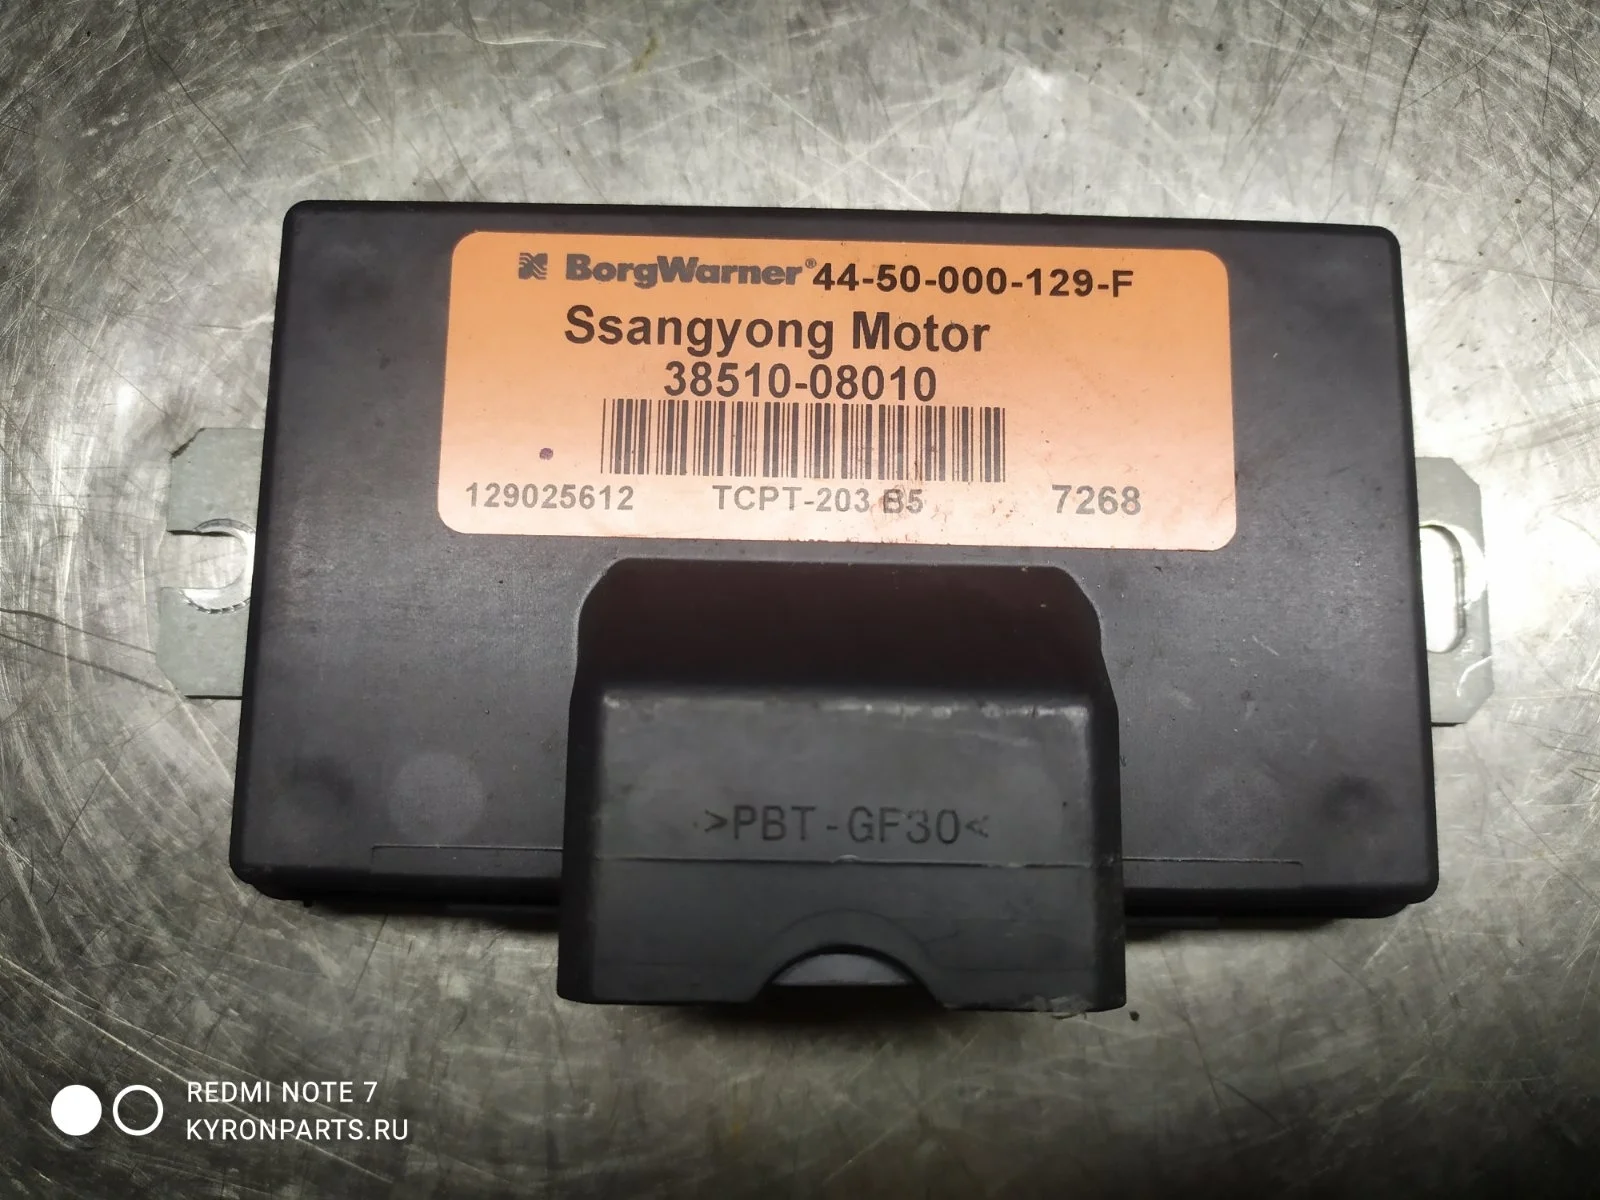 BorgWarner® 44-50-000-129-F
Ssangyong Motor
38510-08010
129025612 TCPT-203 B5 7268
>PBT-GF30<
REDMI NOTE 7
KYRONPARTS.RU